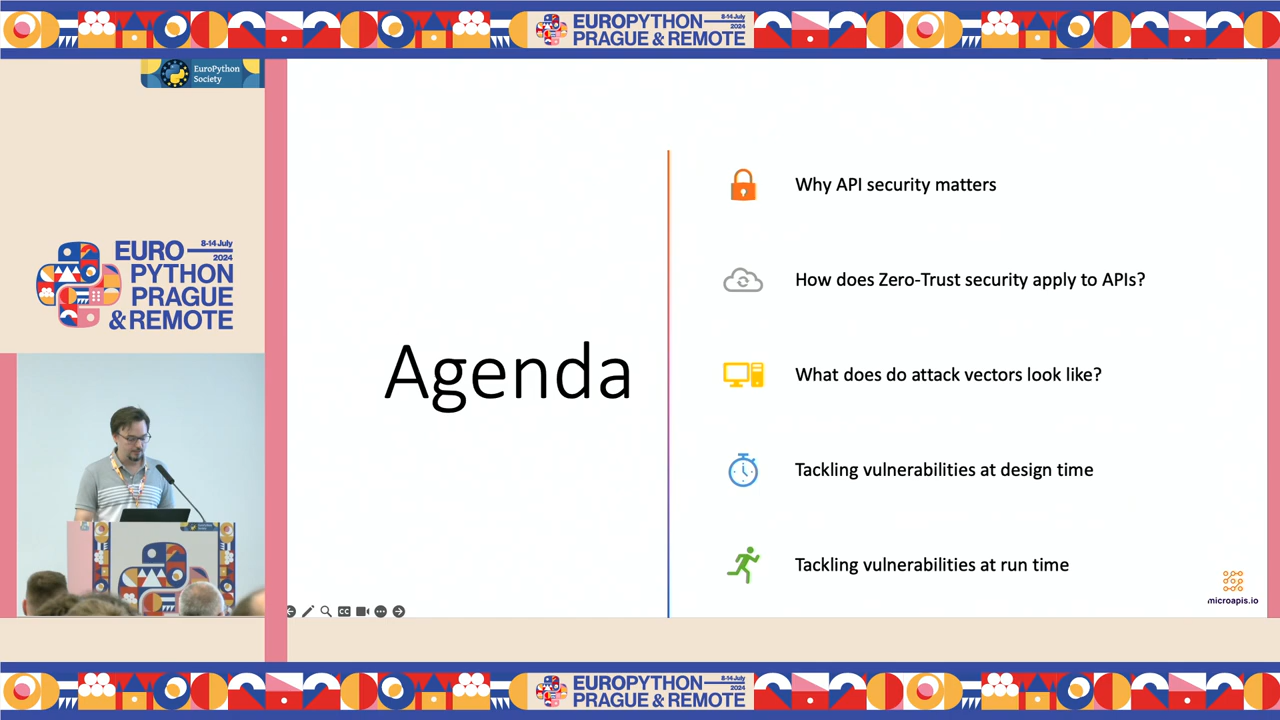 EUROPYTHON
PRAGUE & REMOTE
8-14 July
2024
EuroPython
Society
EURO
8-14 July
2024
PYTHON
PRAGUE
& REMOTE
Agenda
Why API security matters
How does Zero-Trust security apply to APIs?
What does do attack vectors look like?
Tackling vulnerabilities at design time
Tackling vulnerabilities at run time
CC
microapis.io
EUROPYTHON
PRAGUE & REMOTE
8-14 July
2024